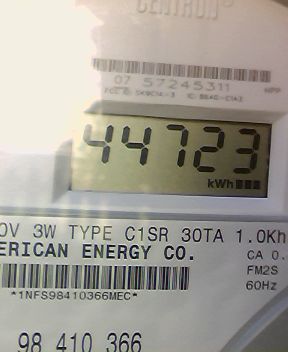 CENTRON®
07 57245311
44723
kWh
0V 3W TYPE C1SR 30TA 1.0Kh
ERICAN ENERGY CO.
CA 0.
FM2S
*1NFS98410366MEC*
60Hz
98 410 366